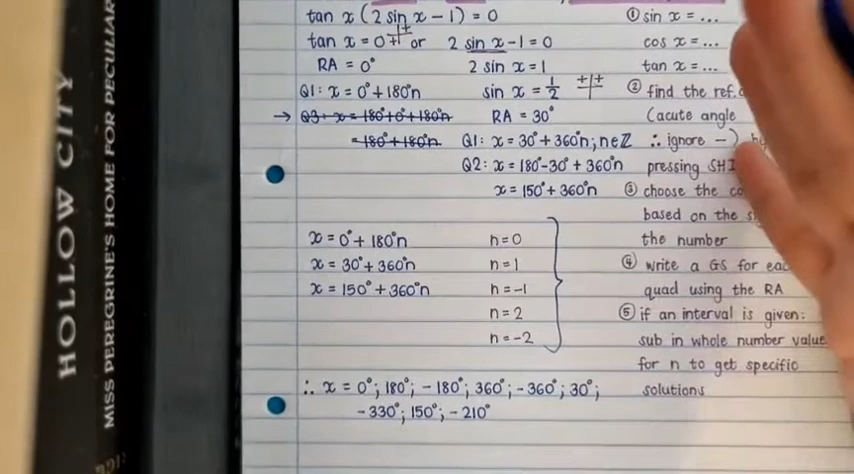 HOLLOW CITY
MISS PEREGRINE'S HOME FOR PECULIAR
tan x (2 sin x − 1) = 0
tan x = 0 or 2 sin x − 1 = 0
RA = 0° 2 sin x = 1
Q1: x = 0° + 180°n sin x = 1/2
→ Q3: x = 180° + 0° + 180°n RA = 30°
= 180° + 180°n Q1: x = 30° + 360°n; n∈Z
Q2: x = 180° − 30° + 360°n
x = 150° + 360°n
x = 0° + 180°n n = 0
x = 30° + 360°n n = 1
x = 150° + 360°n n = −1
n = 2
n = −2
∴ x = 0°; 180°; −180°; 360°; −360°; 30°;
−330°; 150°; −210°
① sin x = ...
cos x = ...
tan x = ...
② find the ref.
(acute angle
∴ ignore −)
pressing
③ choose the
based on the
the number
④ write a GS for
quad using the RA
⑤ if an interval is given:
sub in whole number value
for n to get specific
solutions